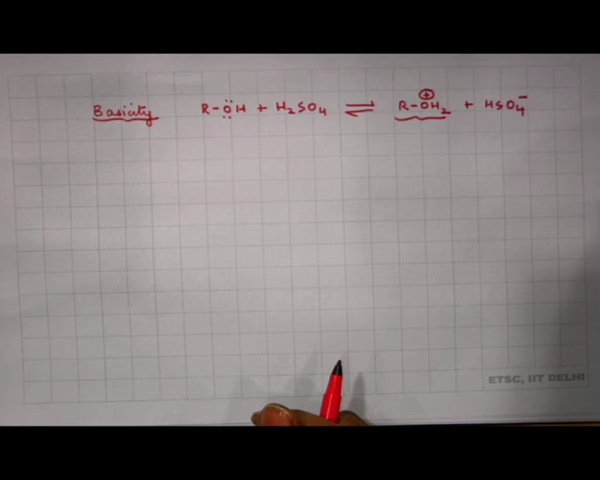 Basicity R-ÖH + H₂SO₄ ⇌ R-OH₂⊕ + HSO₄⁻
ETSC, IIT DELHI